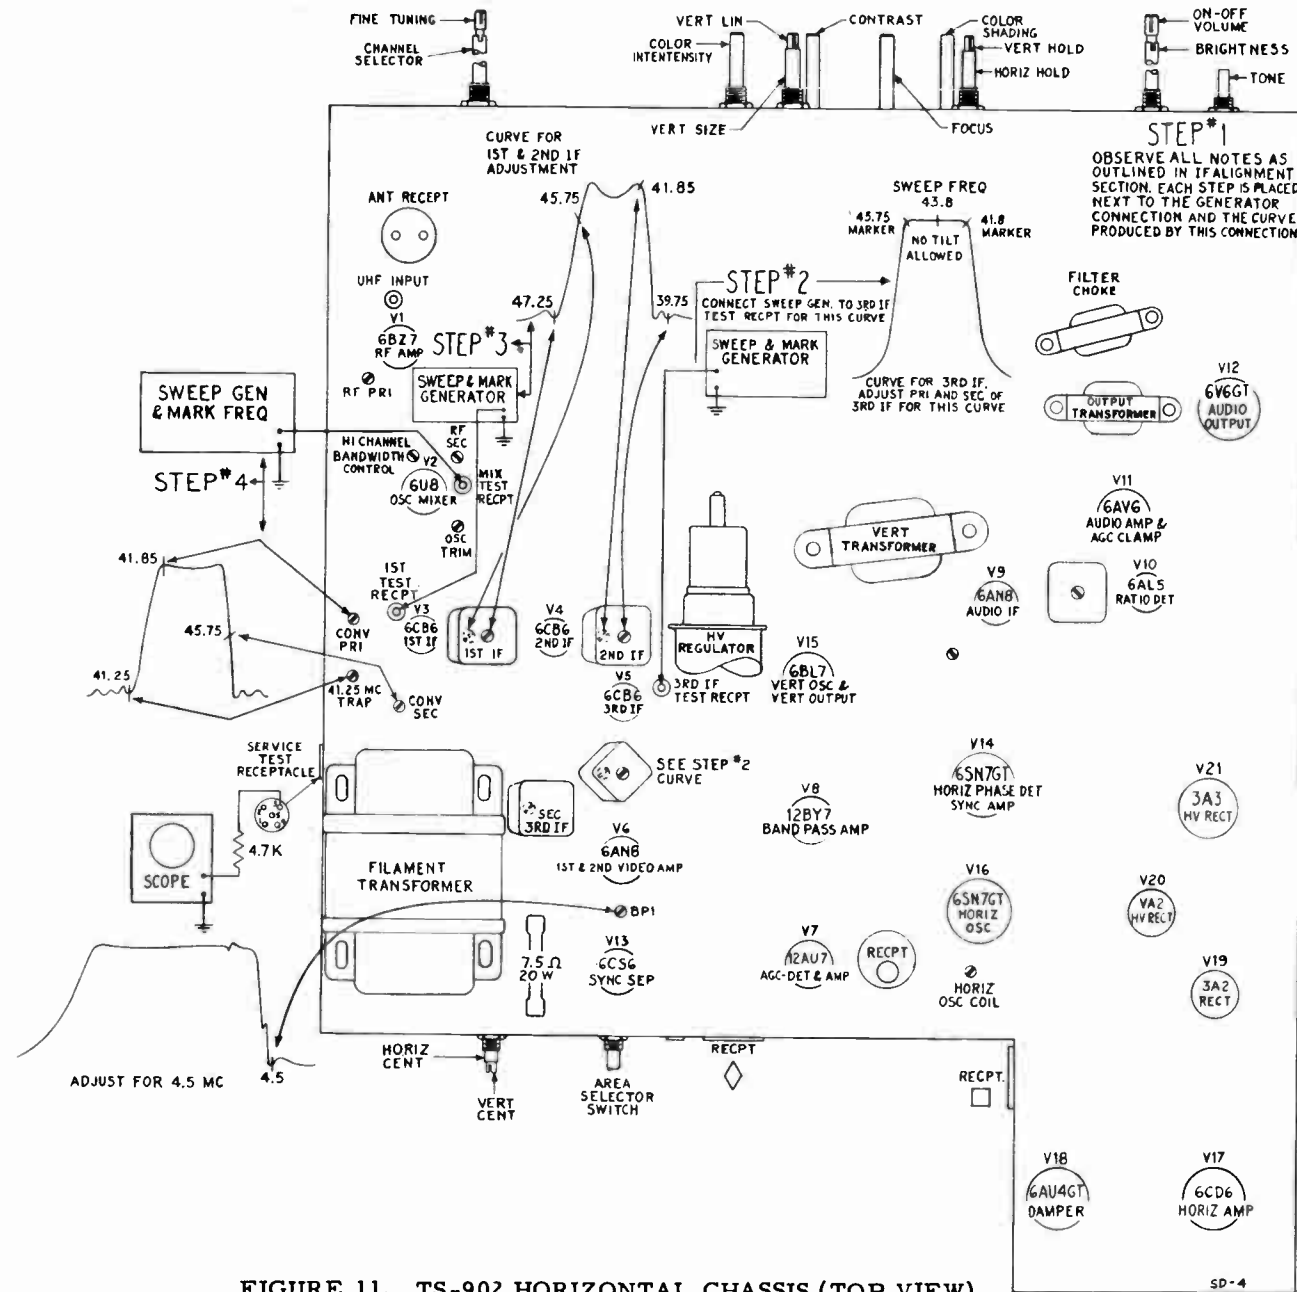 FINE TUNING
CHANNEL
SELECTOR
VERT LIN
COLOR
INTENTENSITY
CONTRAST
COLOR
SHADING
VERT HOLD
HORIZ HOLD
ON-OFF
VOLUME
BRIGHTNESS
TONE
VERT SIZE
FOCUS
STEP #1
OBSERVE ALL NOTES AS
OUTLINED IN IF ALIGNMENT
SECTION. EACH STEP IS PLACED
NEXT TO THE GENERATOR
CONNECTION AND THE CURVE
PRODUCED BY THIS CONNECTION
CURVE FOR
1ST & 2ND IF
ADJUSTMENT
45.75
41.85
47.25
39.75
ANT RECEPT
UHF INPUT
V1
6BZ7
RF AMP
RF PRI
STEP #3
SWEEP & MARK
GENERATOR
STEP #2
CONNECT SWEEP GEN. TO 3RD IF
TEST RECPT FOR THIS CURVE
SWEEP & MARK
GENERATOR
SWEEP FREQ
43.8
45.75
MARKER
41.8
MARKER
NO TILT
ALLOWED
CURVE FOR 3RD IF.
ADJUST PRI AND SEC OF
3RD IF FOR THIS CURVE
FILTER
CHOKE
OUTPUT
TRANSFORMER
V12
6V6GT
AUDIO
OUTPUT
SWEEP GEN
& MARK FREQ
STEP #4
HI CHANNEL
BANDWIDTH
CONTROL
RF
SEC
V2
6U8
OSC MIXER
MIX
TEST
RECPT
OSC
TRIM
1ST
TEST
RECPT
V3
6CB6
1ST IF
1ST IF
V4
6CB6
2ND IF
2ND IF
V5
6CB6
3RD IF
3RD IF
TEST RECPT
HV
REGULATOR
VERT
TRANSFORMER
V15
6BL7
VERT OSC &
VERT OUTPUT
V9
6AN8
AUDIO IF
V11
6AV6
AUDIO AMP &
AGC CLAMP
V10
6AL5
RATIO DET
41.85
45.75
41.25
CONV
PRI
41.25 MC
TRAP
CONV
SEC
SERVICE
TEST
RECEPTACLE
SCOPE
4.7K
FILAMENT
TRANSFORMER
SEC
3RD IF
SEE STEP #2
CURVE
V6
6AN8
1ST & 2ND VIDEO AMP
BP1
V13
6CS6
SYNC SEP
7.5 Ω
20 W
V8
12BY7
BAND PASS AMP
V7
12AU7
AGC-DET & AMP
RECPT
V14
6SN7GT
HORIZ PHASE DET
SYNC AMP
V16
6SN7GT
HORIZ
OSC
HORIZ
OSC COIL
V21
3A3
HV RECT
V20
VA2
HV RECT
V19
3A2
RECT
ADJUST FOR 4.5 MC
4.5
HORIZ
CENT
VERT
CENT
AREA
SELECTOR
SWITCH
RECPT
RECPT.
V18
6AU4GT
DAMPER
V17
6CD6
HORIZ AMP
SD-4
FIGURE 11. TS-902 HORIZONTAL CHASSIS (TOP VIEW)